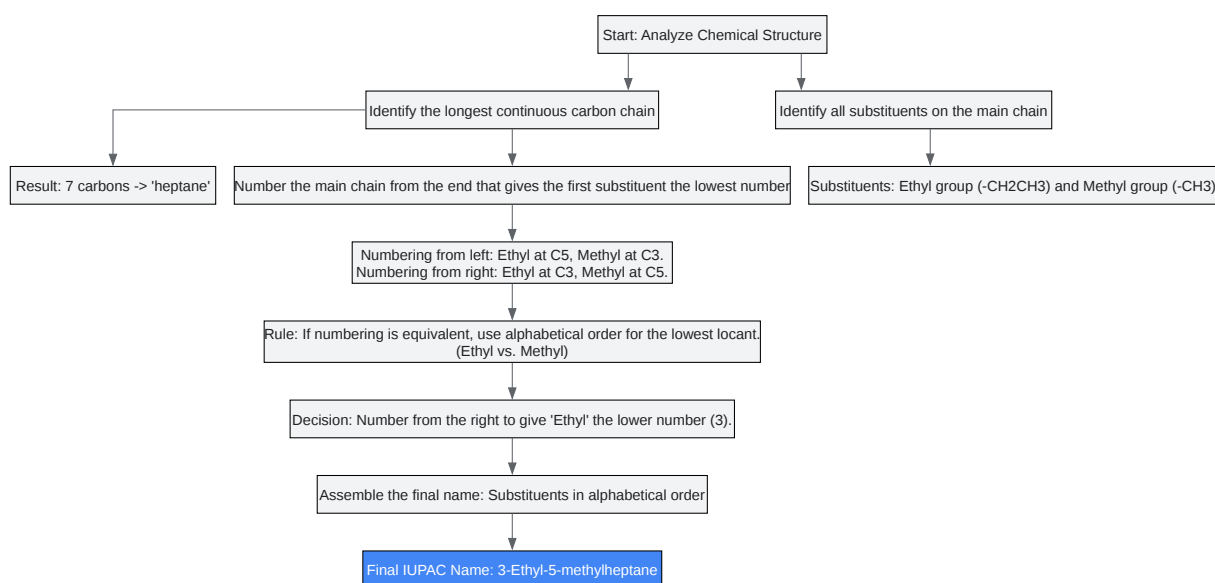 Start: Analyze Chemical Structure
Identify the longest continuous carbon chain
Identify all substituents on the main chain
Result: 7 carbons -> 'heptane'
Number the main chain from the end that gives the first substituent the lowest number
Substituents: Ethyl group (-CH2CH3) and Methyl group (-CH3)
Numbering from left: Ethyl at C5, Methyl at C3.
Numbering from right: Ethyl at C3, Methyl at C5.
Rule: If numbering is equivalent, use alphabetical order for the lowest locant.
(Ethyl vs. Methyl)
Decision: Number from the right to give 'Ethyl' the lower number (3).
Assemble the final name: Substituents in alphabetical order
Final IUPAC Name: 3-Ethyl-5-methylheptane